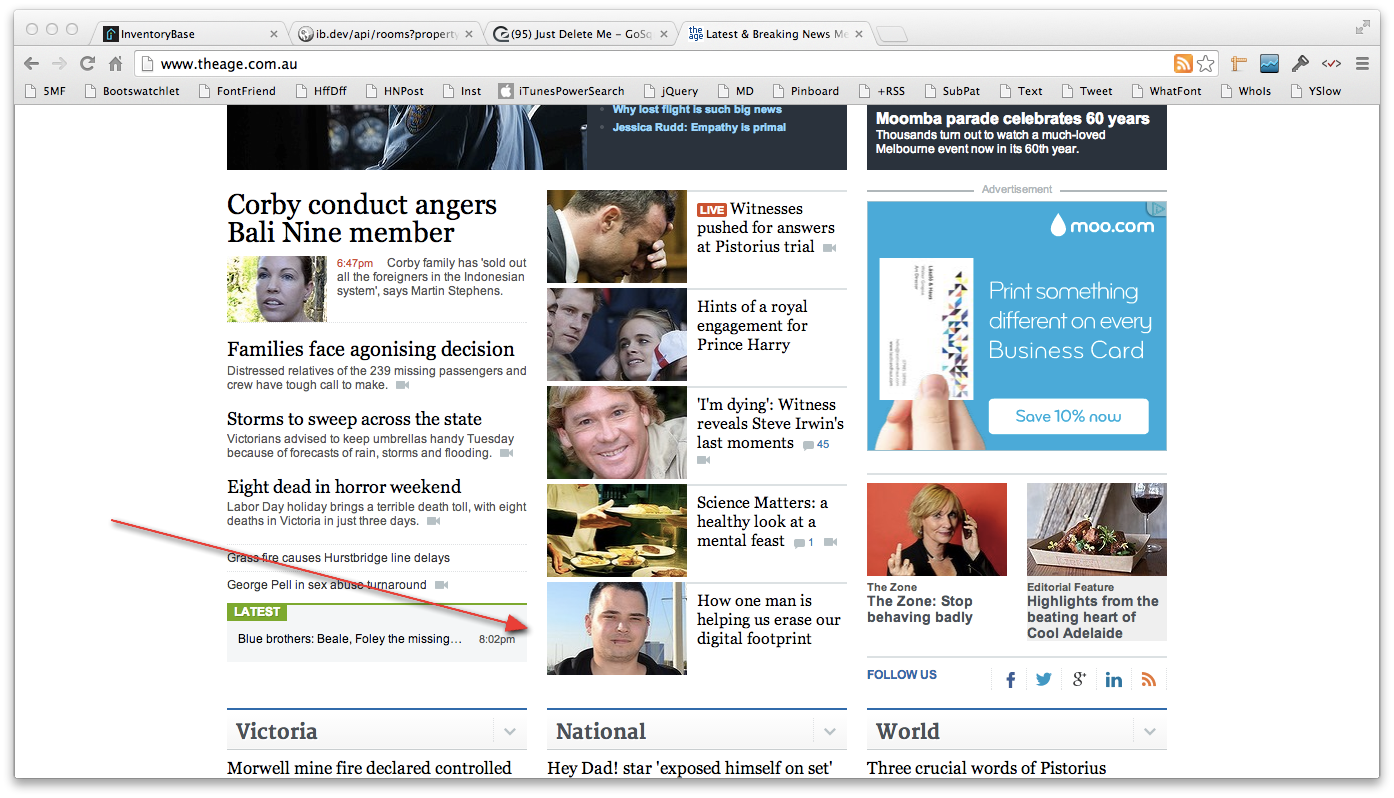 InventoryBase
ib.dev/api/rooms?property
(95) Just Delete Me – GoSq
the age Latest & Breaking News Me
www.theage.com.au
5MF
Bootswatchlet
FontFriend
HffDff
HNPost
Inst
iTunesPowerSearch
jQuery
MD
Pinboard
+RSS
SubPat
Text
Tweet
WhatFont
WhoIs
YSlow
Why lost flight is such big news
Jessica Rudd: Empathy is primal
Moomba parade celebrates 60 years
Thousands turn out to watch a much-loved
Melbourne event now in its 60th year.
Corby conduct angers
Bali Nine member
6:47pm Corby family has 'sold out
all the foreigners in the Indonesian
system', says Martin Stephens.
Families face agonising decision
Distressed relatives of the 239 missing passengers and
crew have tough call to make.
Storms to sweep across the state
Victorians advised to keep umbrellas handy Tuesday
because of forecasts of rain, storms and flooding.
Eight dead in horror weekend
Labor Day holiday brings a terrible death toll, with eight
deaths in Victoria in just three days.
Grass fire causes Hurstbridge line delays
George Pell in sex abuse turnaround
LATEST
Blue brothers: Beale, Foley the missing... 8:02pm
LIVE Witnesses
pushed for answers
at Pistorius trial
Hints of a royal
engagement for
Prince Harry
'I'm dying': Witness
reveals Steve Irwin's
last moments 45
Science Matters: a
healthy look at a
mental feast 1
How one man is
helping us erase our
digital footprint
Advertisement
moo.com
Print something
different on every
Business Card
Save 10% now
The Zone
The Zone: Stop
behaving badly
Editorial Feature
Highlights from the
beating heart of
Cool Adelaide
FOLLOW US
Victoria
National
World
Morwell mine fire declared controlled
Hey Dad! star 'exposed himself on set'
Three crucial words of Pistorius